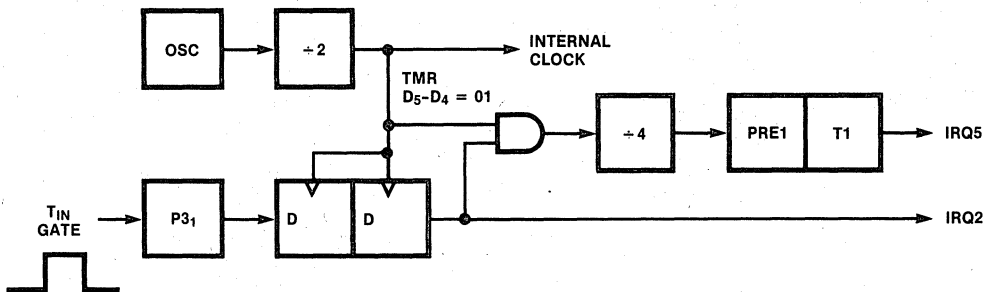 OSC
÷2
INTERNAL
CLOCK
TMR
D5-D4 = 01
÷4
PRE1
T1
IRQ5
TIN
GATE
P31
D
D
IRQ2